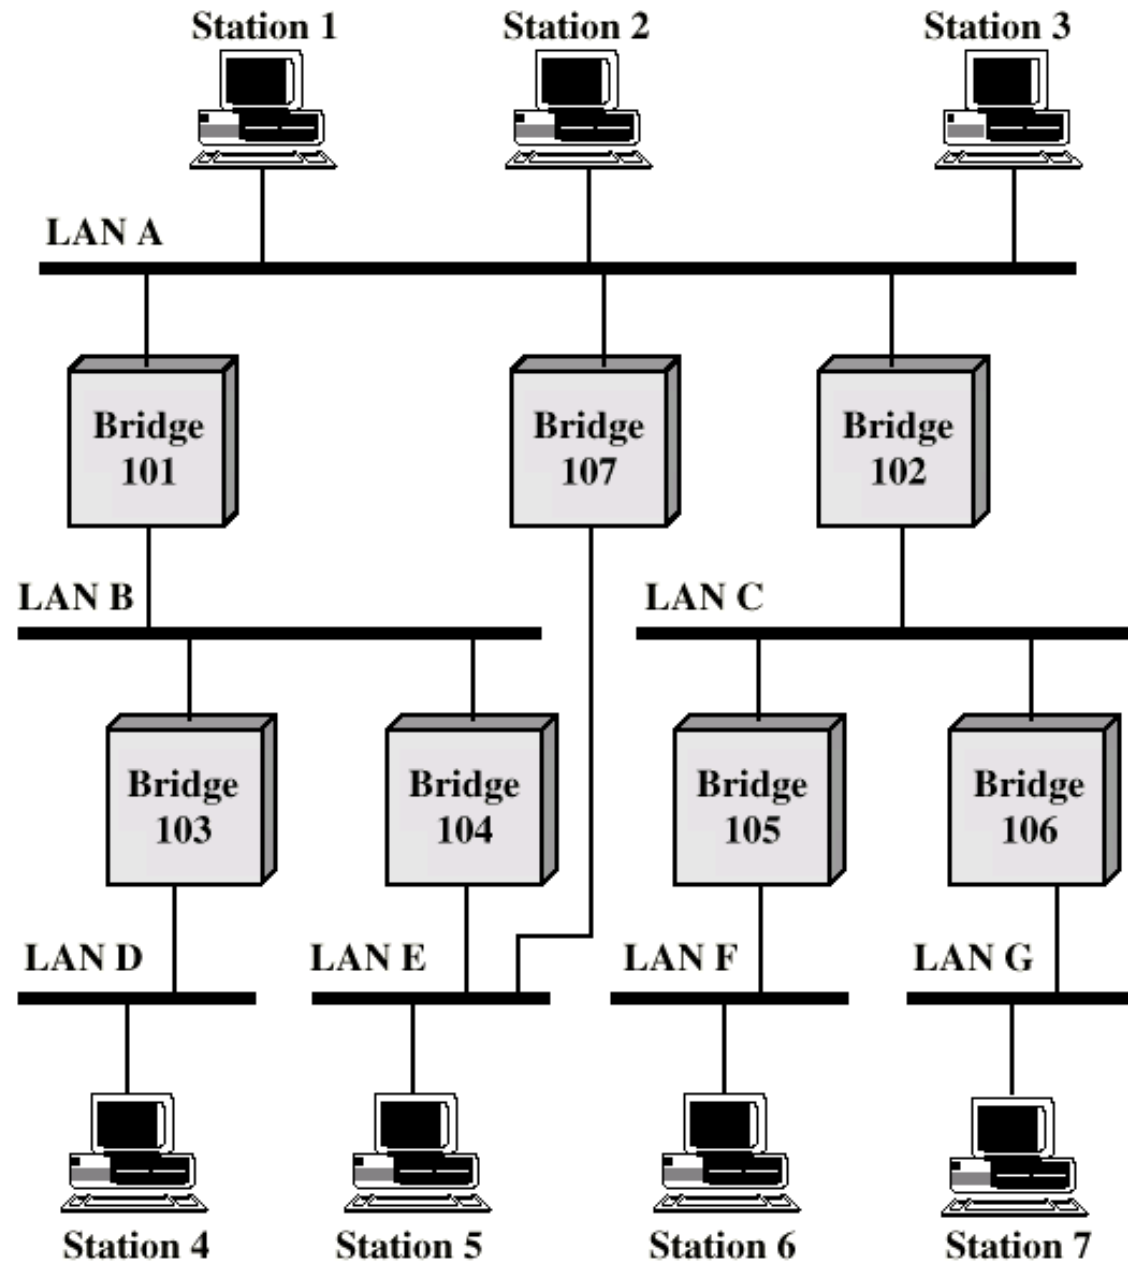 Station 1
Station 2
Station 3
LAN A
Bridge
101
Bridge
107
Bridge
102
LAN B
LAN C
Bridge
103
Bridge
104
Bridge
105
Bridge
106
LAN D
LAN E
LAN F
LAN G
Station 4
Station 5
Station 6
Station 7